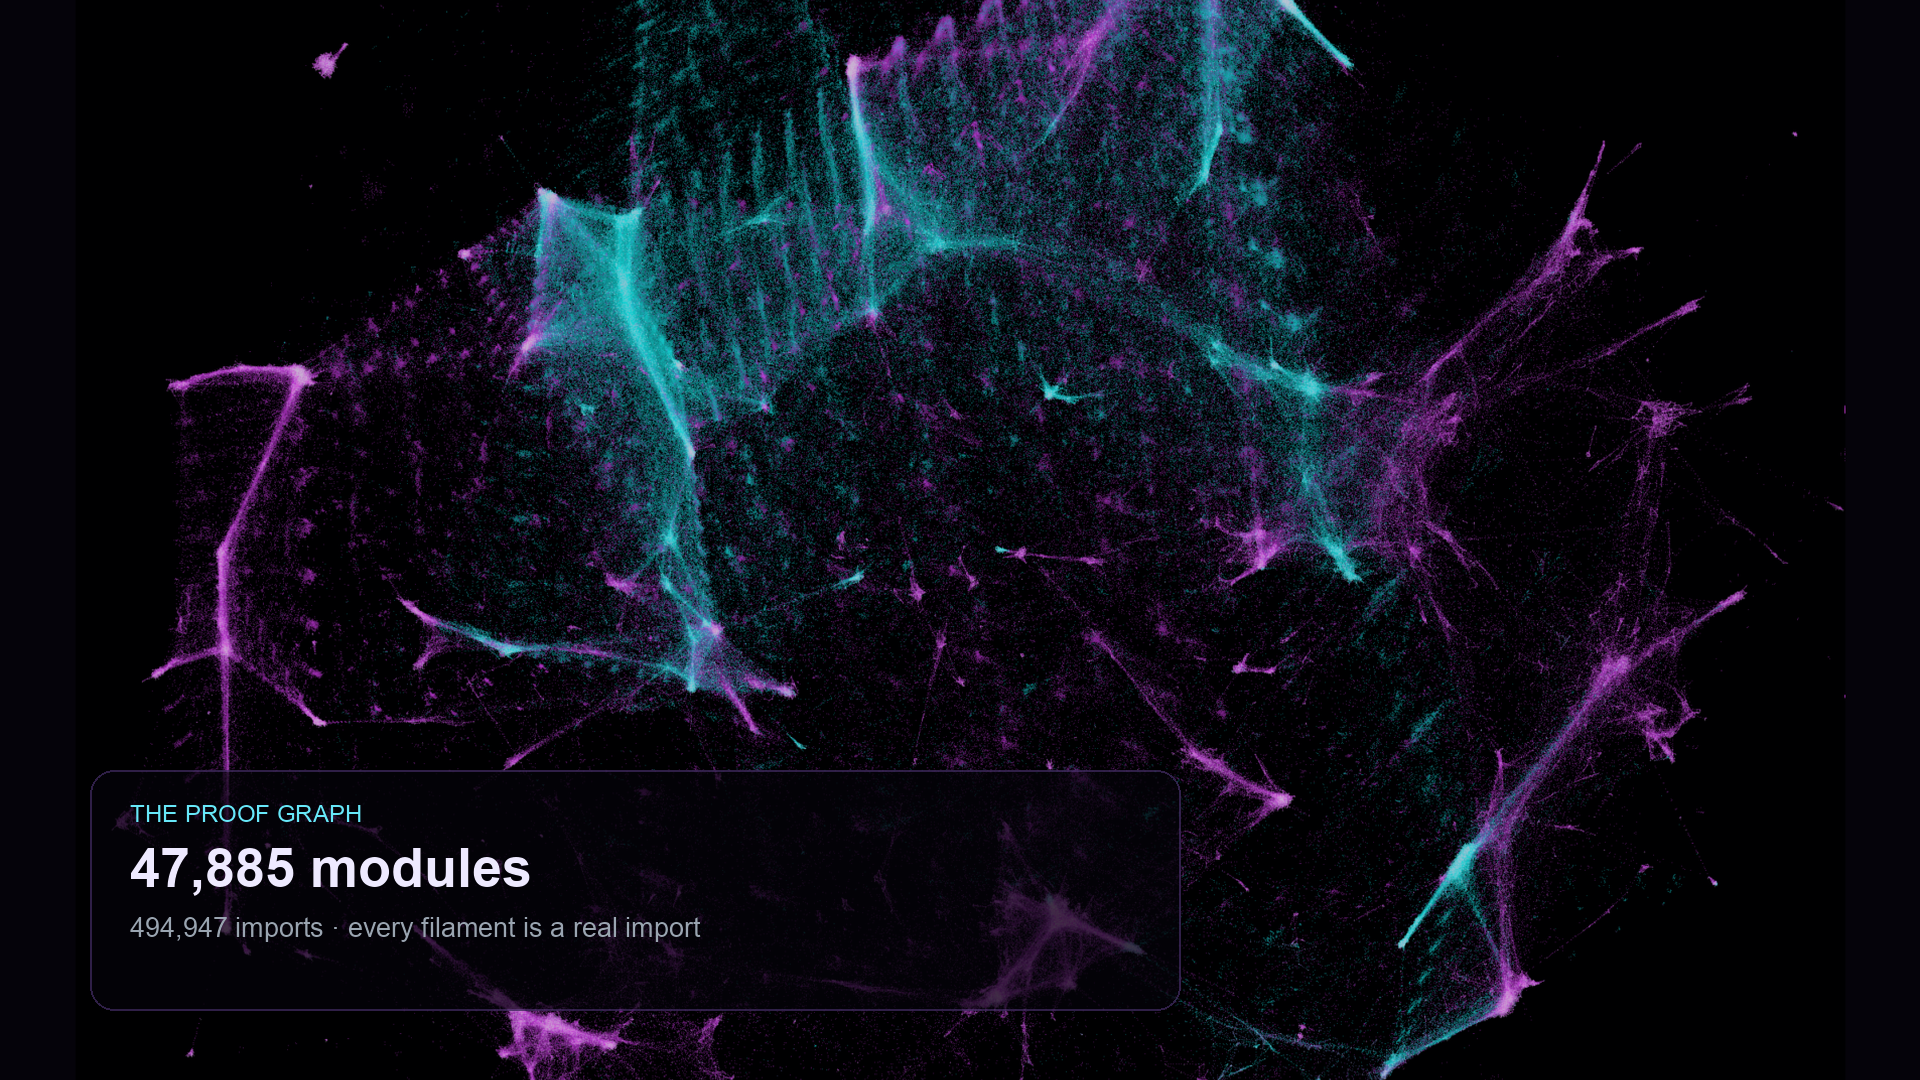 THE PROOF GRAPH
47,885 modules
494,947 imports · every filament is a real import